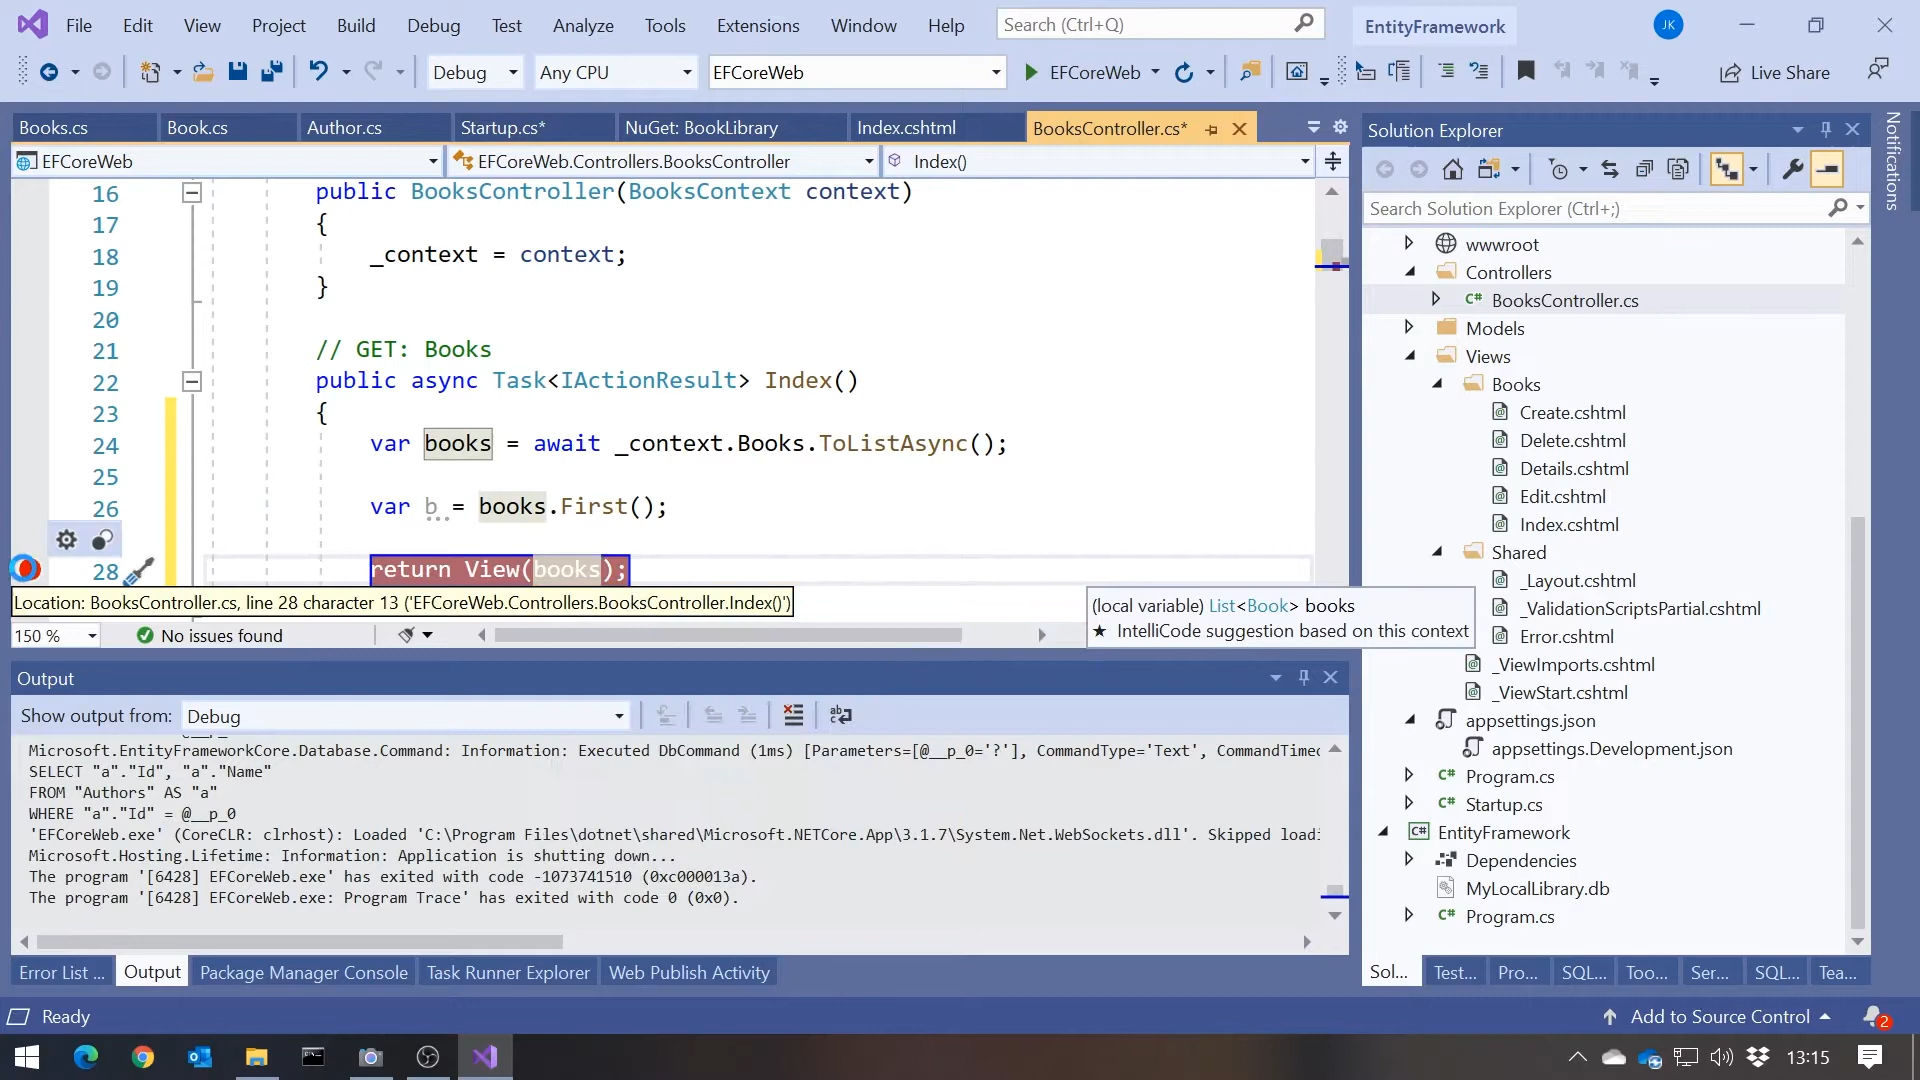 File Edit View Project Build Debug Test Analyze Tools Extensions Window Help Search (Ctrl+Q) EntityFramework JK
Debug Any CPU EFCoreWeb EFCoreWeb Live Share
Books.cs Book.cs Author.cs Startup.cs* NuGet: BookLibrary Index.cshtml BooksController.cs*
EFCoreWeb EFCoreWeb.Controllers.BooksController Index()
16 public BooksController(BooksContext context)
17 {
18 _context = context;
19 }
20
21 // GET: Books
22 public async Task<IActionResult> Index()
23 {
24 var books = await _context.Books.ToListAsync();
25
26 var b = books.First();
28 return View(books);
Location: BooksController.cs, line 28 character 13 ('EFCoreWeb.Controllers.BooksController.Index()')
(local variable) List<Book> books
★ IntelliCode suggestion based on this context
150 % No issues found
Output
Show output from: Debug
Microsoft.EntityFrameworkCore.Database.Command: Information: Executed DbCommand (1ms) [Parameters=[@__p_0='?'], CommandType='Text', CommandTimeo
SELECT "a"."Id", "a"."Name"
FROM "Authors" AS "a"
WHERE "a"."Id" = @__p_0
'EFCoreWeb.exe' (CoreCLR: clrhost): Loaded 'C:\Program Files\dotnet\shared\Microsoft.NETCore.App\3.1.7\System.Net.WebSockets.dll'. Skipped loadi
Microsoft.Hosting.Lifetime: Information: Application is shutting down...
The program '[6428] EFCoreWeb.exe' has exited with code -1073741510 (0xc000013a).
The program '[6428] EFCoreWeb.exe: Program Trace' has exited with code 0 (0x0).
Error List ... Output Package Manager Console Task Runner Explorer Web Publish Activity
Solution Explorer
Search Solution Explorer (Ctrl+;)
wwwroot
Controllers
C# BooksController.cs
Models
Views
Books
Create.cshtml
Delete.cshtml
Details.cshtml
Edit.cshtml
Index.cshtml
Shared
_Layout.cshtml
_ValidationScriptsPartial.cshtml
Error.cshtml
_ViewImports.cshtml
_ViewStart.cshtml
appsettings.json
appsettings.Development.json
C# Program.cs
C# Startup.cs
C# EntityFramework
Dependencies
MyLocalLibrary.db
C# Program.cs
Sol... Test... Pro... SQL... Too... Ser... SQL... Tea...
Notifications
Ready Add to Source Control 2
13:15